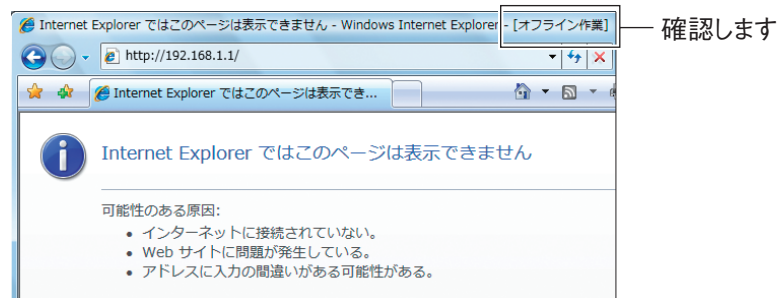 Internet Explorer ではこのページは表示できません - Windows Internet Explorer - [オフライン作業]
確認します
http://192.168.1.1/
Internet Explorer ではこのページは表示でき...
Internet Explorer ではこのページは表示できません
可能性のある原因:
• インターネットに接続されていない。
• Web サイトに問題が発生している。
• アドレスに入力の間違いがある可能性がある。